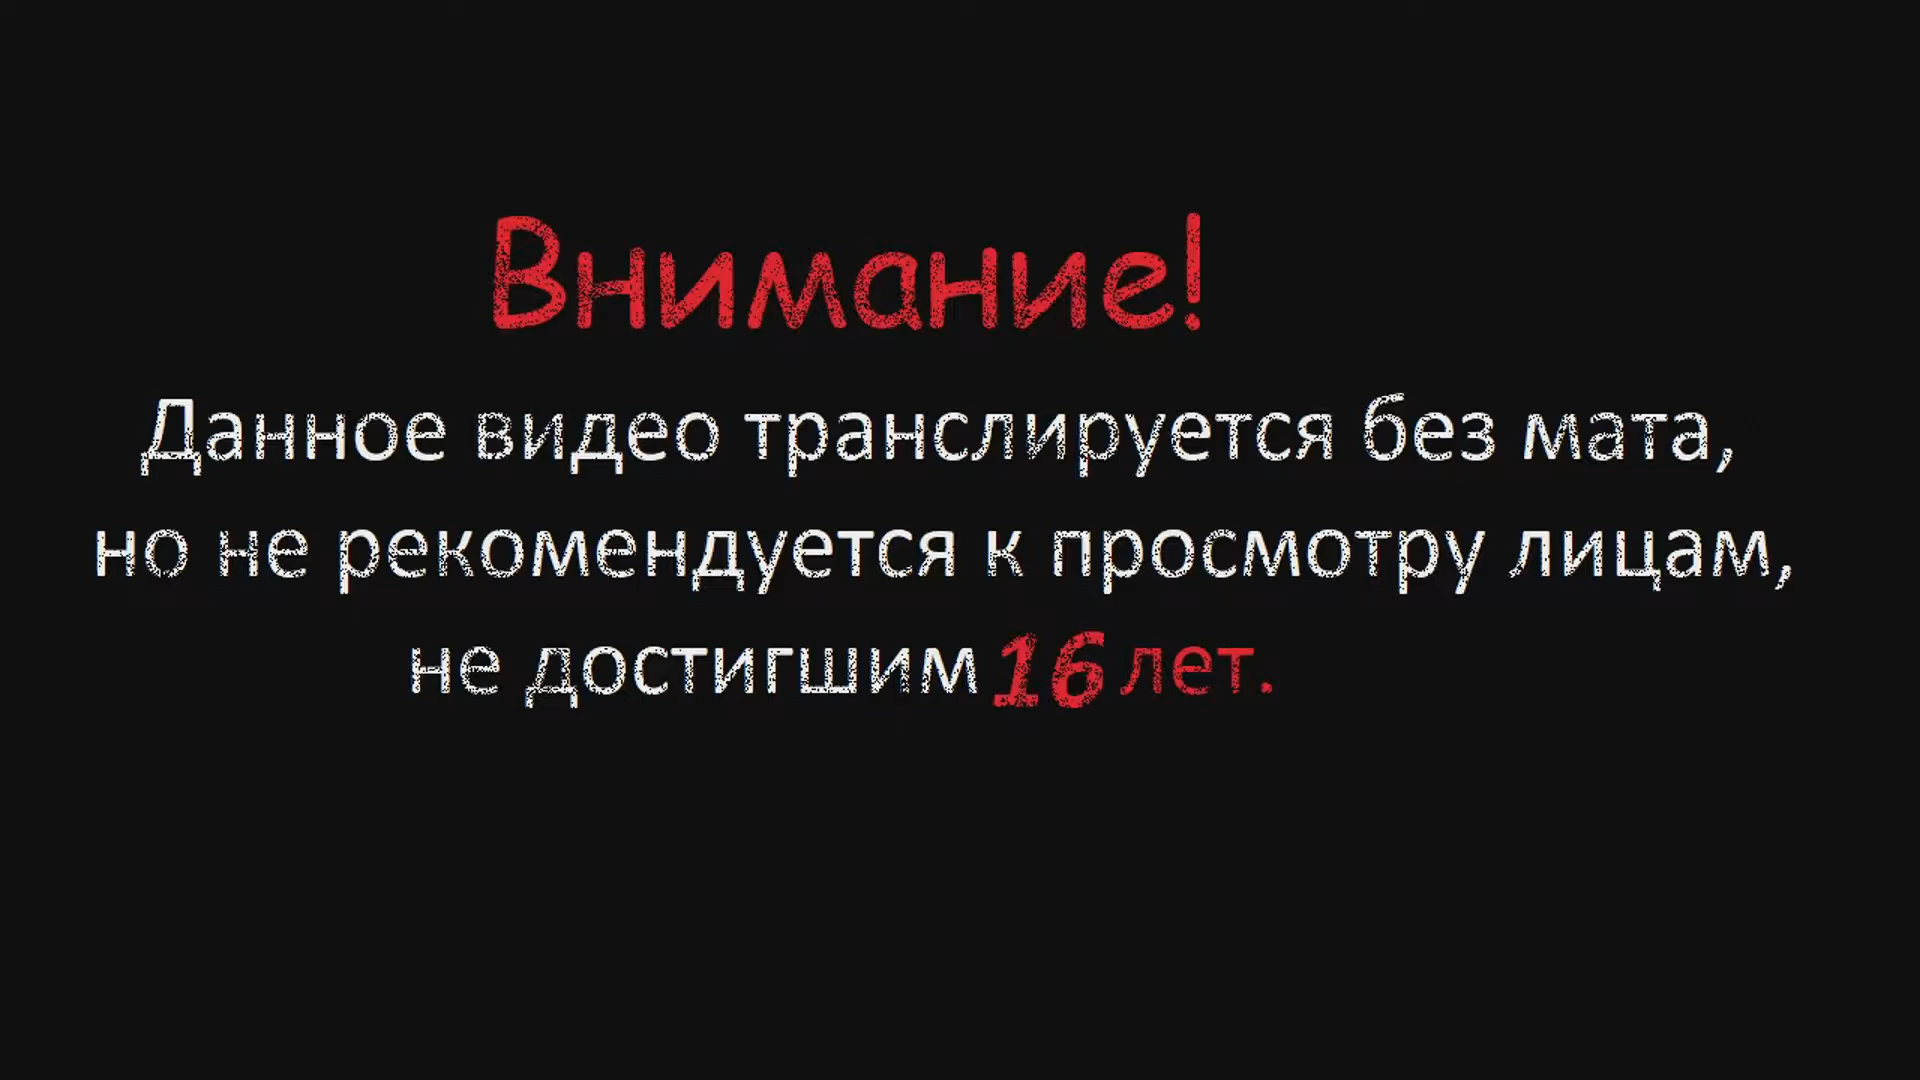 Внимание!
Данное видео транслируется без мата,
но не рекомендуется к просмотру лицам,
не достигшим 16 лет.